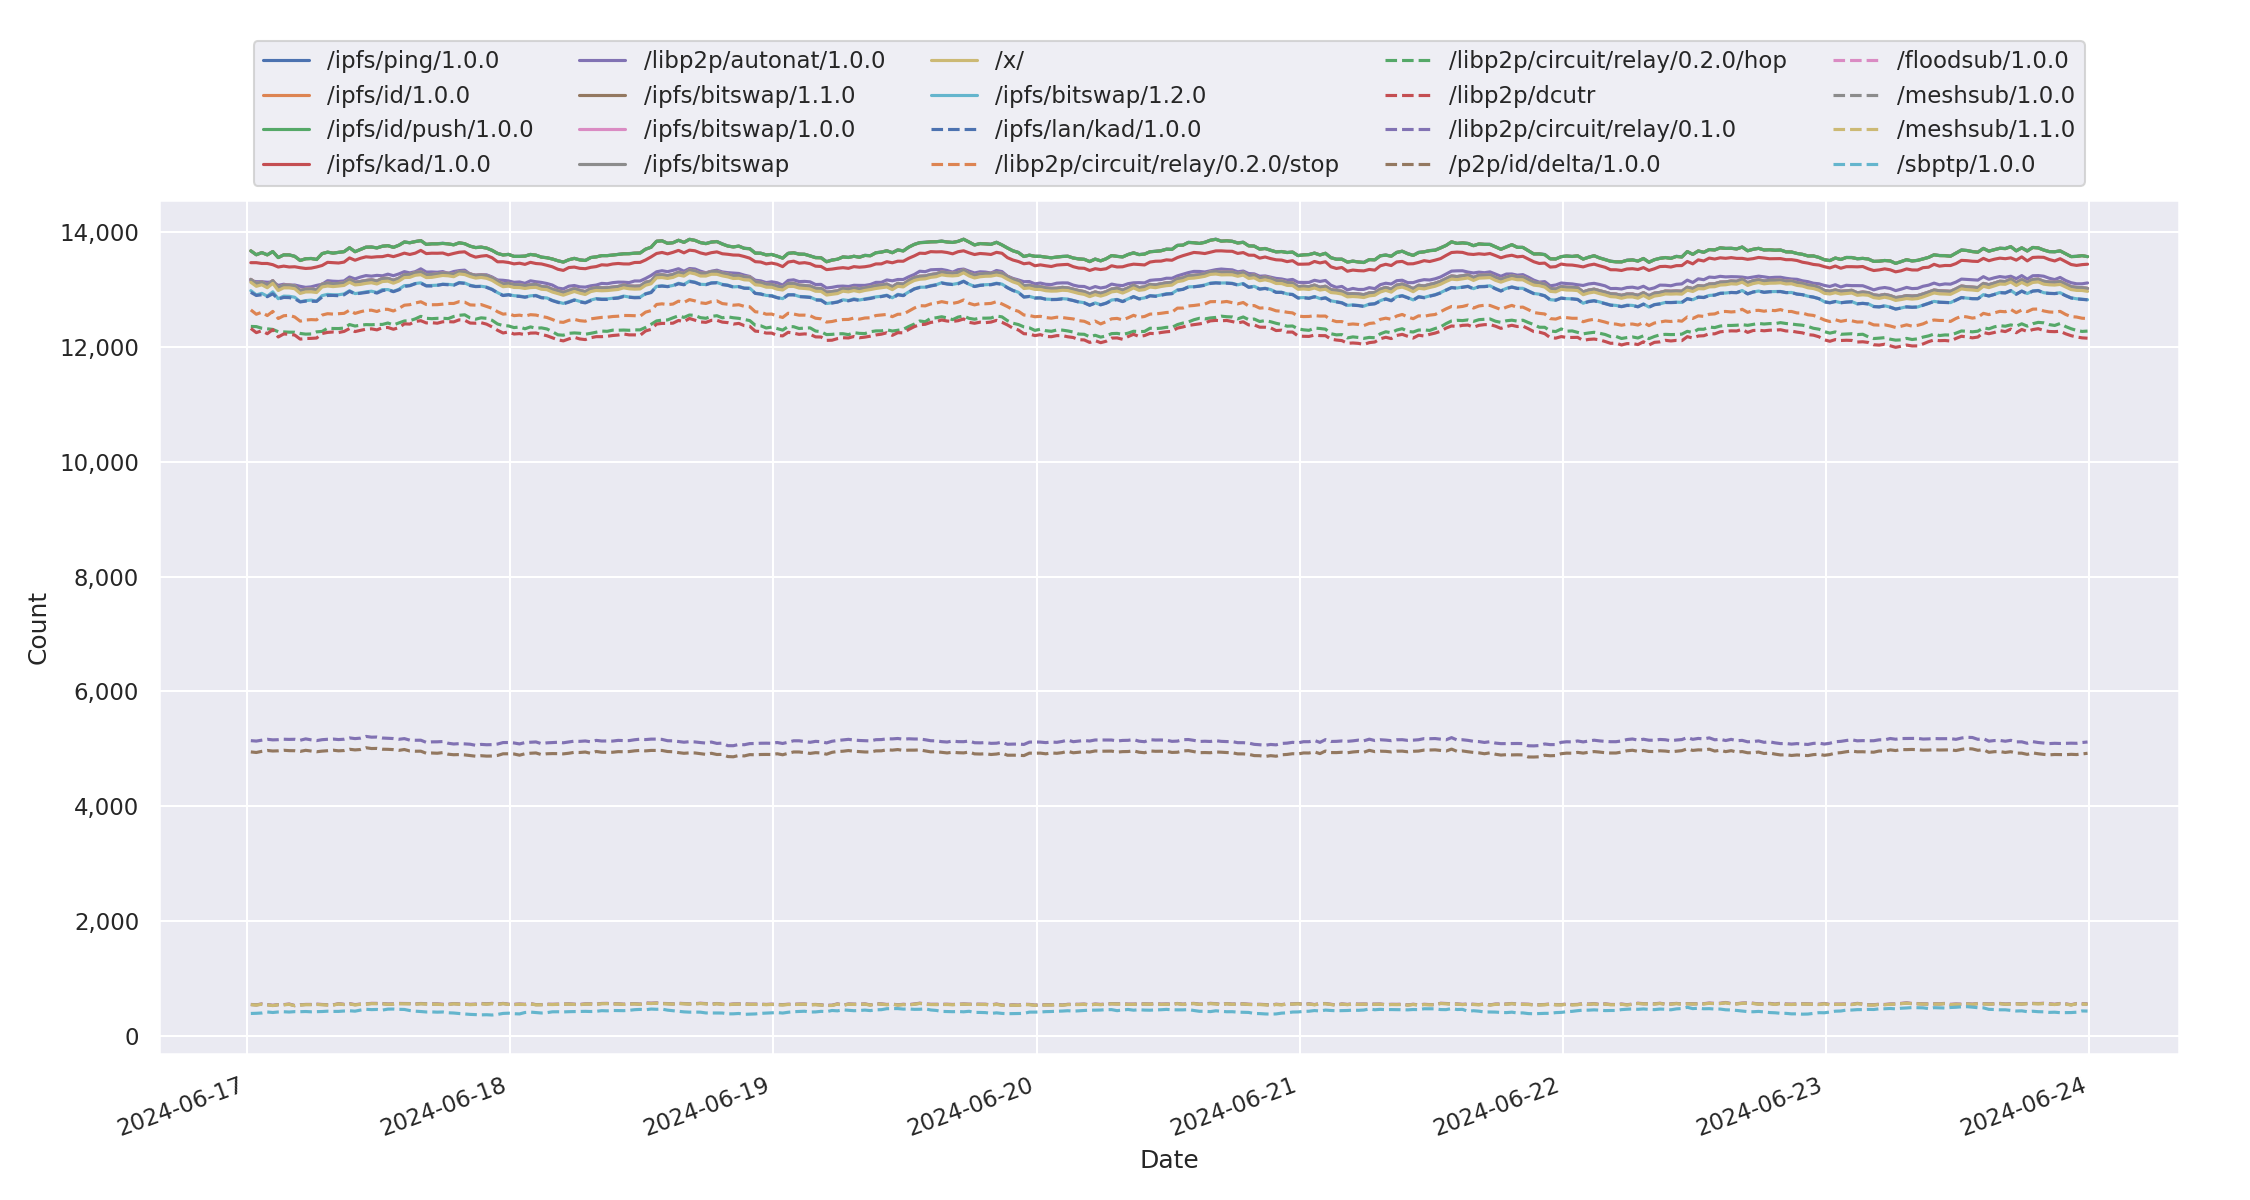 /ipfs/ping/1.0.0
/ipfs/id/1.0.0
/ipfs/id/push/1.0.0
/ipfs/kad/1.0.0
/libp2p/autonat/1.0.0
/ipfs/bitswap/1.1.0
/ipfs/bitswap/1.0.0
/ipfs/bitswap
/x/
/ipfs/bitswap/1.2.0
/ipfs/lan/kad/1.0.0
/libp2p/circuit/relay/0.2.0/stop
/libp2p/circuit/relay/0.2.0/hop
/libp2p/dcutr
/libp2p/circuit/relay/0.1.0
/p2p/id/delta/1.0.0
/floodsub/1.0.0
/meshsub/1.0.0
/meshsub/1.1.0
/sbptp/1.0.0
14,000
12,000
10,000
8,000
6,000
4,000
2,000
0
Count
2024-06-17
2024-06-18
2024-06-19
2024-06-20
2024-06-21
2024-06-22
2024-06-23
2024-06-24
Date